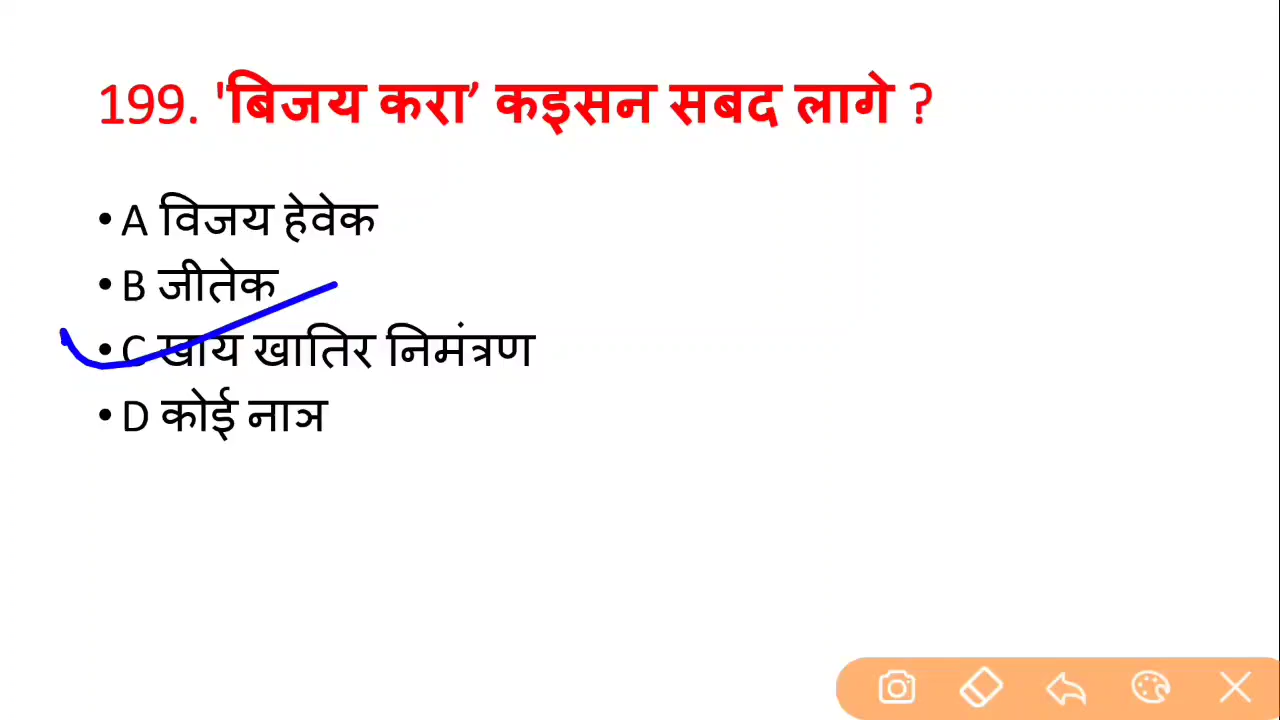 199. 'बिजय करा’ कइसन सबद लागे ?
• A विजय हेवेक
• B जीतेक
• C खाय खातिर निमंत्रण
• D कोई नाञ